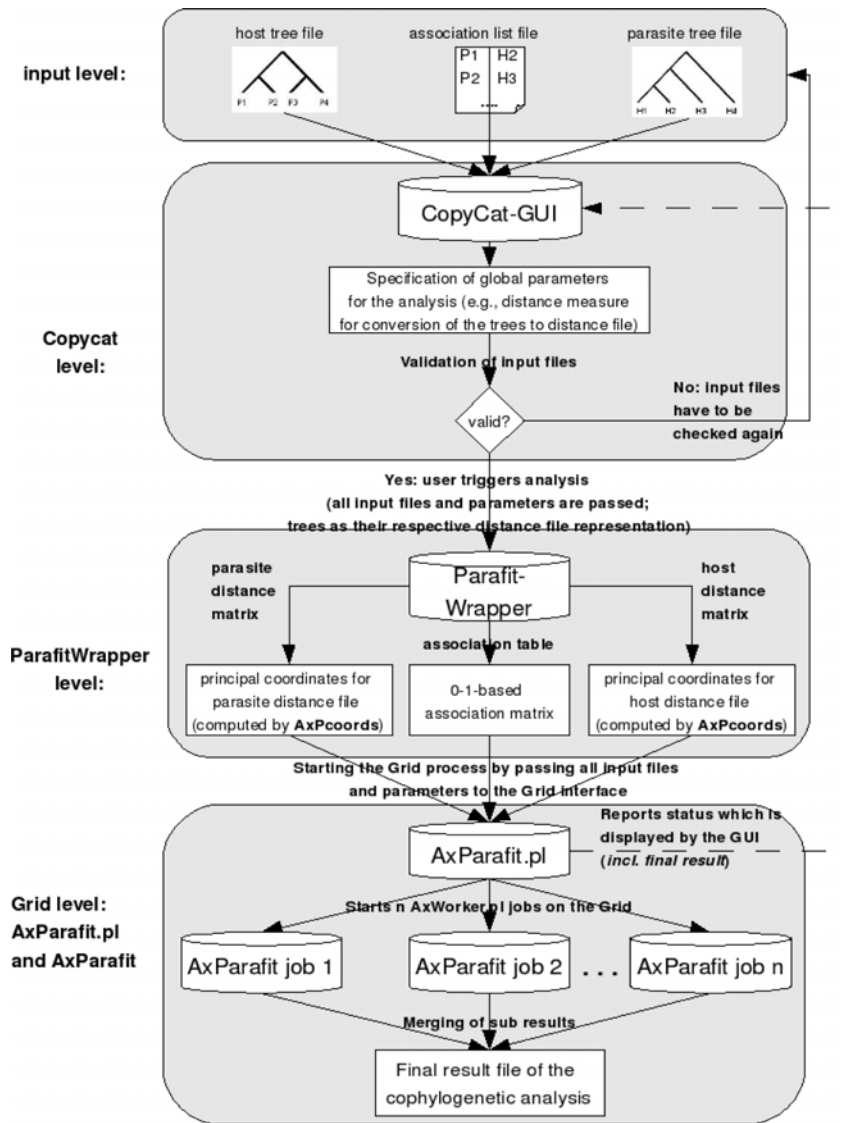 host tree file
association list file
parasite tree file
input level:
P1 P2 P3 P4
P1 H2
P2 H3
....
H1 H2 H3 H4
CopyCat-GUI
Specification of global parameters
for the analysis (e.g., distance measure
for conversion of the trees to distance file)
Copycat
level:
Validation of input files
valid?
No: input files
have to be
checked again
Yes: user triggers analysis
(all input files and parameters are passed;
trees as their respective distance file representation)
parasite
distance
matrix
Parafit-
Wrapper
host
distance
matrix
association table
ParafitWrapper
level:
principal coordinates for
parasite distance file
(computed by AxPcoords)
0-1-based
association matrix
principal coordinates for
host distance file
(computed by AxPcoords)
Starting the Grid process by passing all input files
and parameters to the Grid interface
AxParafit.pl
Reports status which is
displayed by the GUI
(incl. final result)
Grid level:
AxParafit.pl
and AxParafit
Starts n AxWorker.pl jobs on the Grid
AxParafit job 1
AxParafit job 2
...
AxParafit job n
Merging of sub results
Final result file of the
cophylogenetic analysis